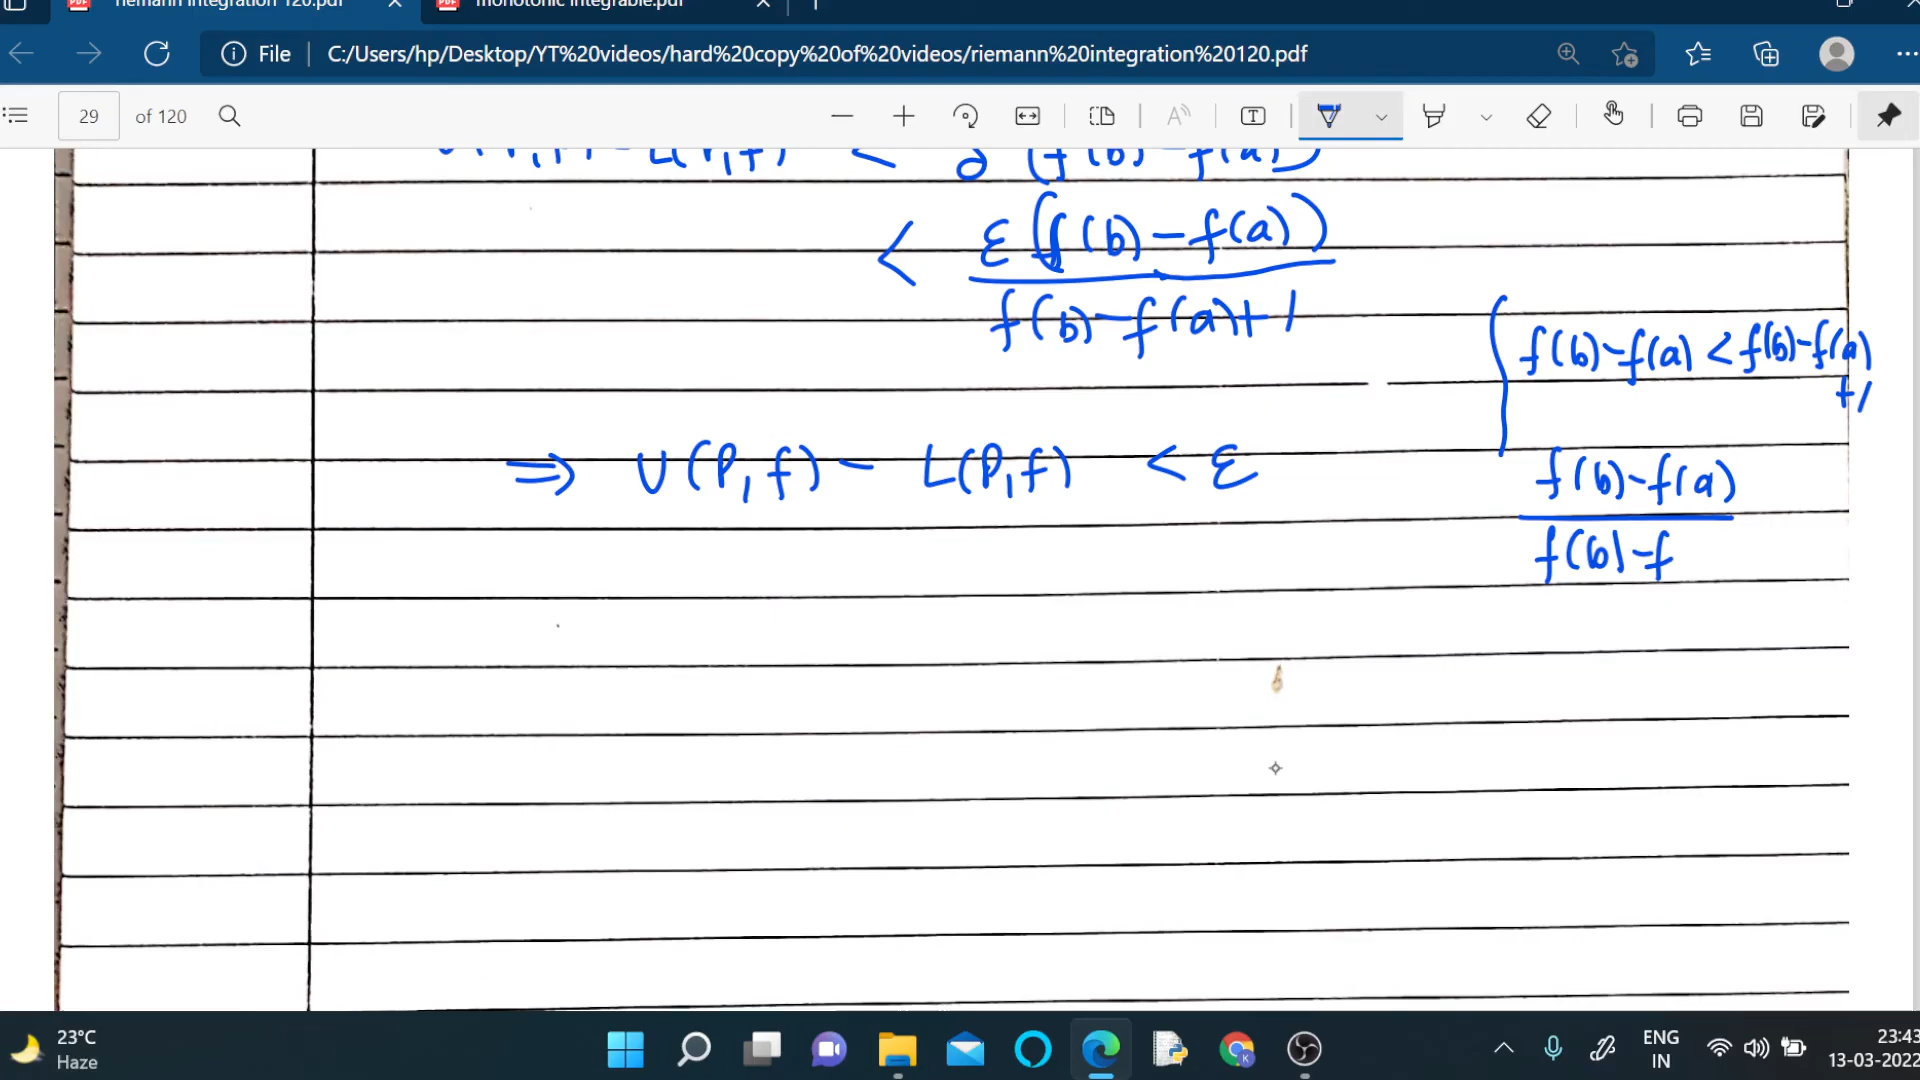 riemann integration 120.pdf
monotonic integrable.pdf
File C:/Users/hp/Desktop/YT%20videos/hard%20copy%20of%20videos/riemann%20integration%20120.pdf
29 of 120
U(P,f) - L(P,f) < ∂ (f(b) - f(a))
< ε(f(b) - f(a))
f(b) - f(a) + 1
f(b) - f(a) < f(b) - f(a)
+1
⇒ U(P,f) - L(P,f) < ε
f(b) - f(a)
f(b) - f
23°C
Haze
ENG
IN
23:43
13-03-2022